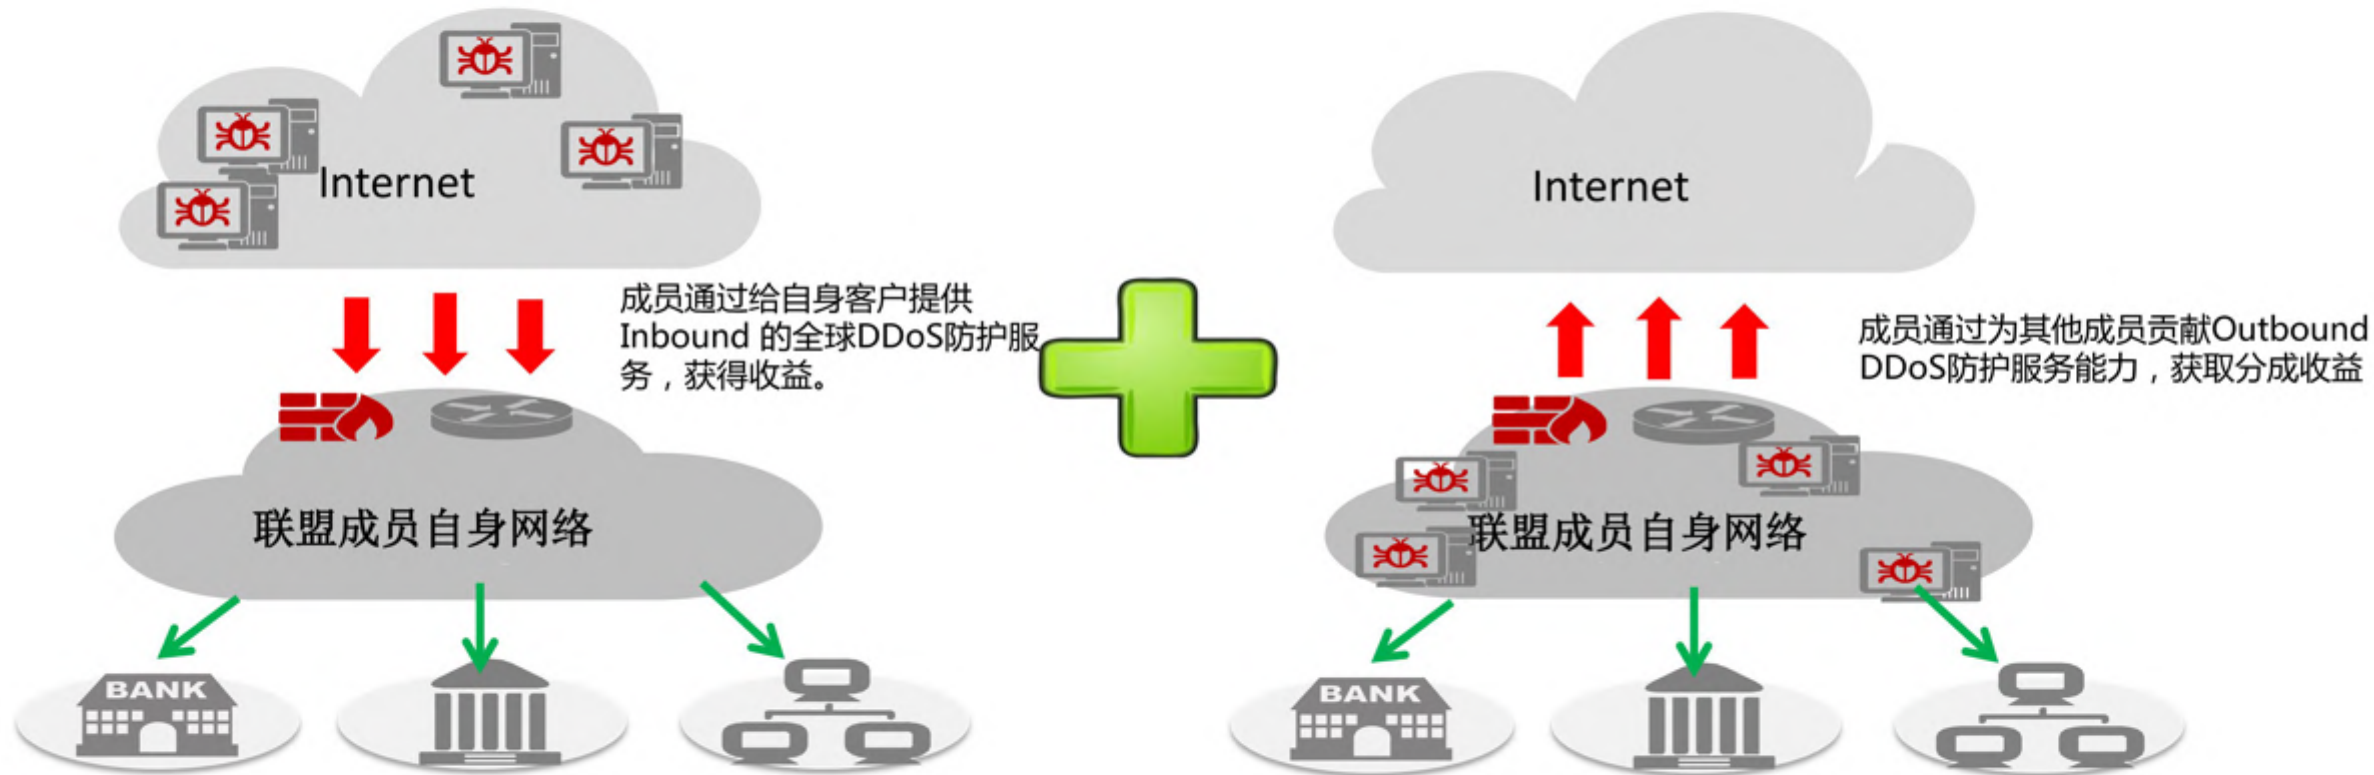 Internet
成员通过给自身客户提供
Inbound 的全球DDoS防护服
务，获得收益。
联盟成员自身网络
BANK
Internet
成员通过为其他成员贡献Outbound
DDoS防护服务能力，获取分成收益
联盟成员自身网络
BANK